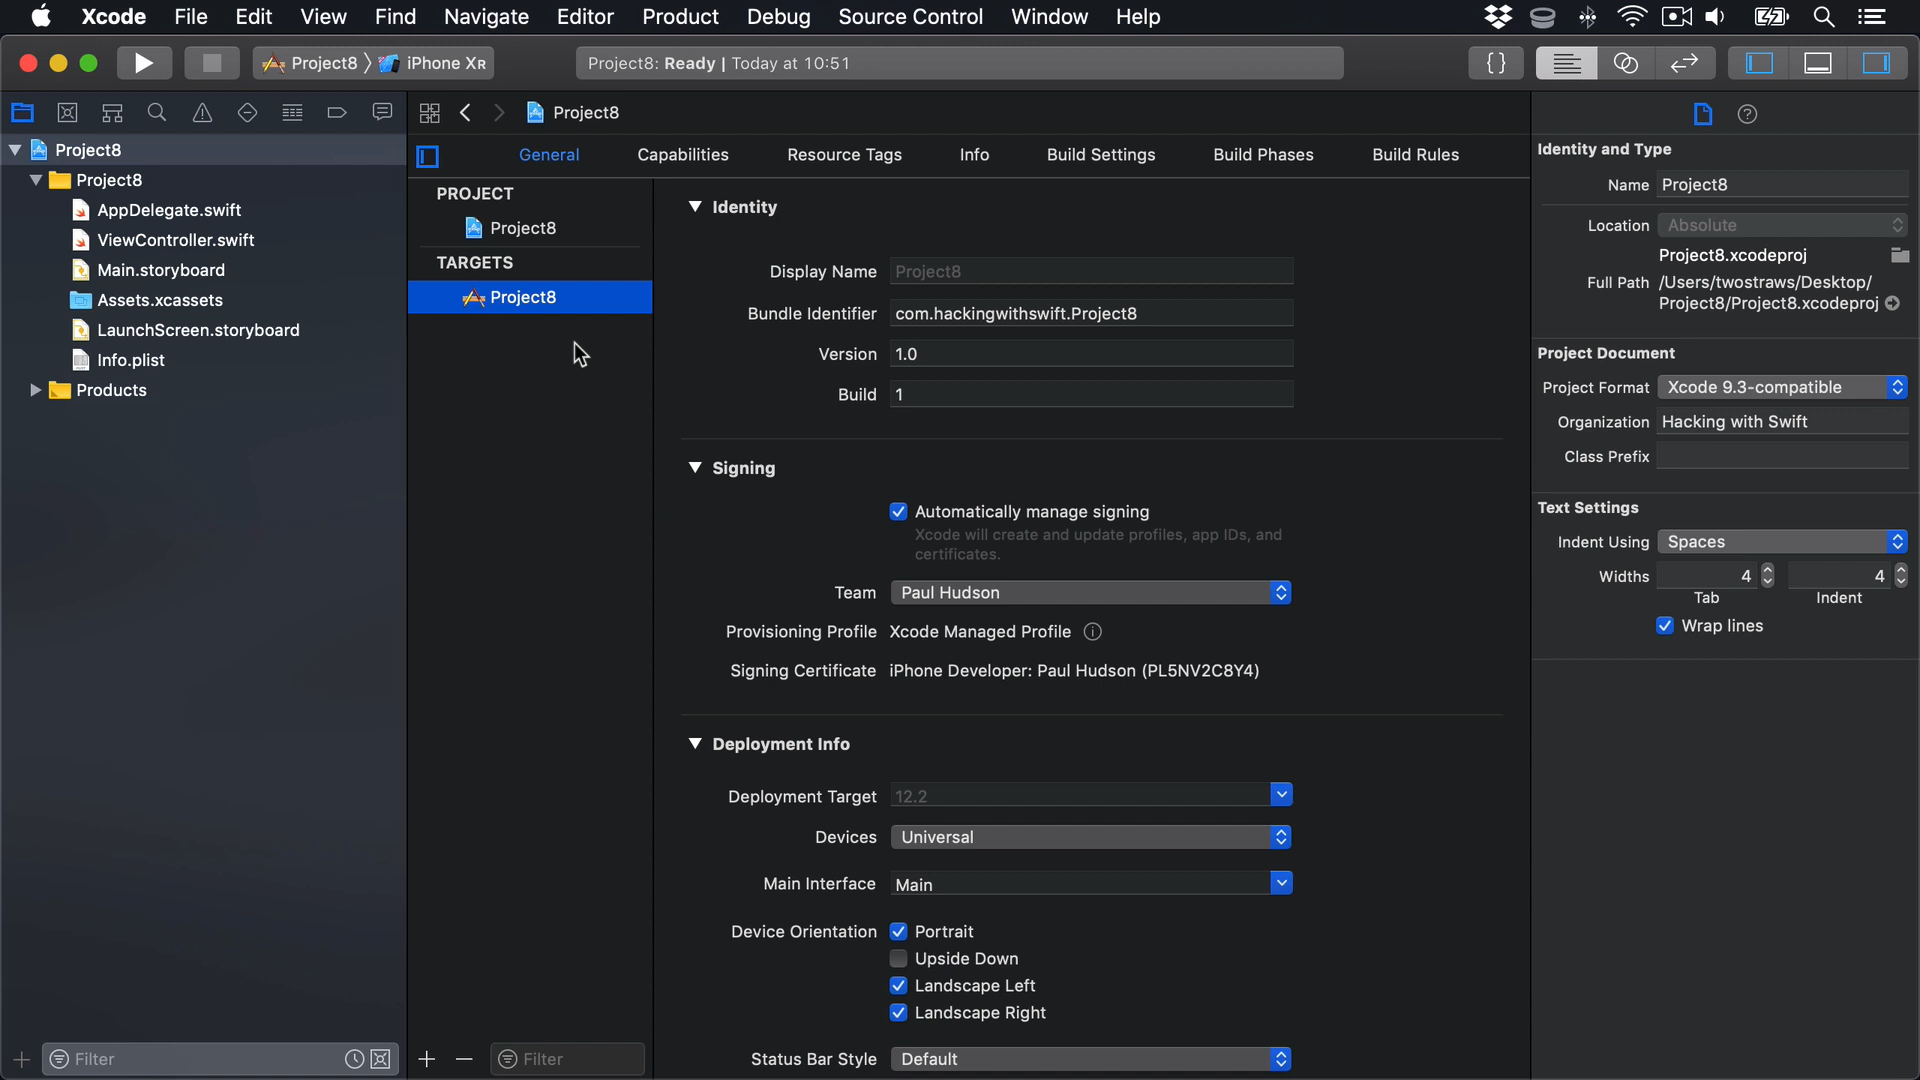 Xcode File Edit View Find Navigate Editor Product Debug Source Control Window Help
Project8 iPhone XR
Project8: Ready | Today at 10:51
{ }
Project8
Project8
AppDelegate.swift
ViewController.swift
Main.storyboard
Assets.xcassets
LaunchScreen.storyboard
Info.plist
Products
Filter
Project8
General Capabilities Resource Tags Info Build Settings Build Phases Build Rules
PROJECT
Project8
TARGETS
Project8
Filter
Identity
Display Name Project8
Bundle Identifier com.hackingwithswift.Project8
Version 1.0
Build 1
Signing
Automatically manage signing
Xcode will create and update profiles, app IDs, and
certificates.
Team Paul Hudson
Provisioning Profile Xcode Managed Profile
Signing Certificate iPhone Developer: Paul Hudson (PL5NV2C8Y4)
Deployment Info
Deployment Target 12.2
Devices Universal
Main Interface Main
Device Orientation Portrait
Upside Down
Landscape Left
Landscape Right
Status Bar Style Default
Identity and Type
Name Project8
Location Absolute
Project8.xcodeproj
Full Path /Users/twostraws/Desktop/
Project8/Project8.xcodeproj
Project Document
Project Format Xcode 9.3-compatible
Organization Hacking with Swift
Class Prefix
Text Settings
Indent Using Spaces
Widths 4 4
Tab Indent
Wrap lines